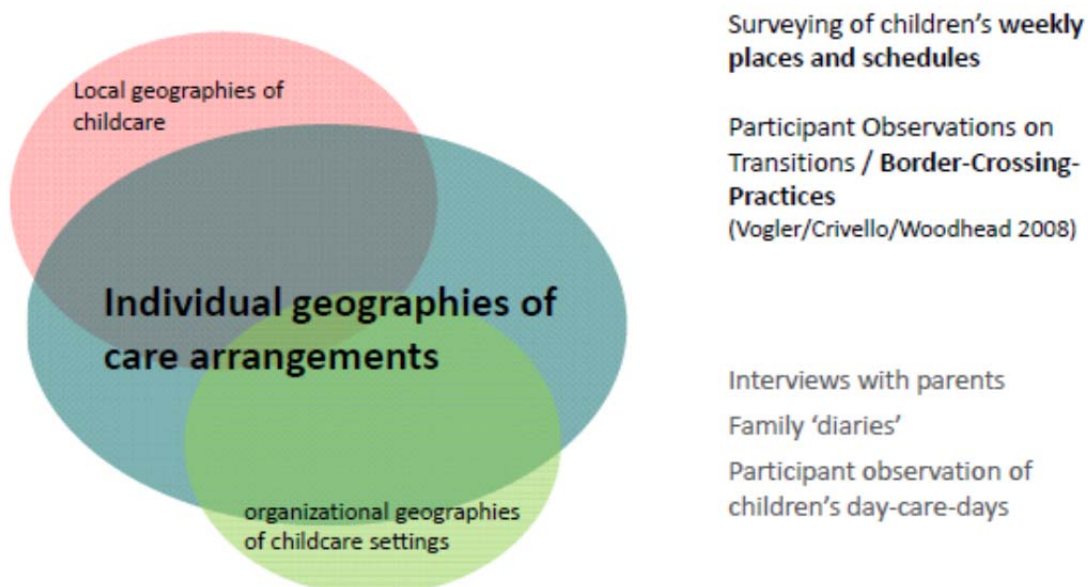 Local geographies of
childcare
Individual geographies of
care arrangements
organizational geographies
of childcare settings
Surveying of children’s weekly
places and schedules
Participant Observations on
Transitions / Border-Crossing-
Practices
(Vogler/Crivello/Woodhead 2008)
Interviews with parents
Family ‘diaries’
Participant observation of
children’s day-care-days